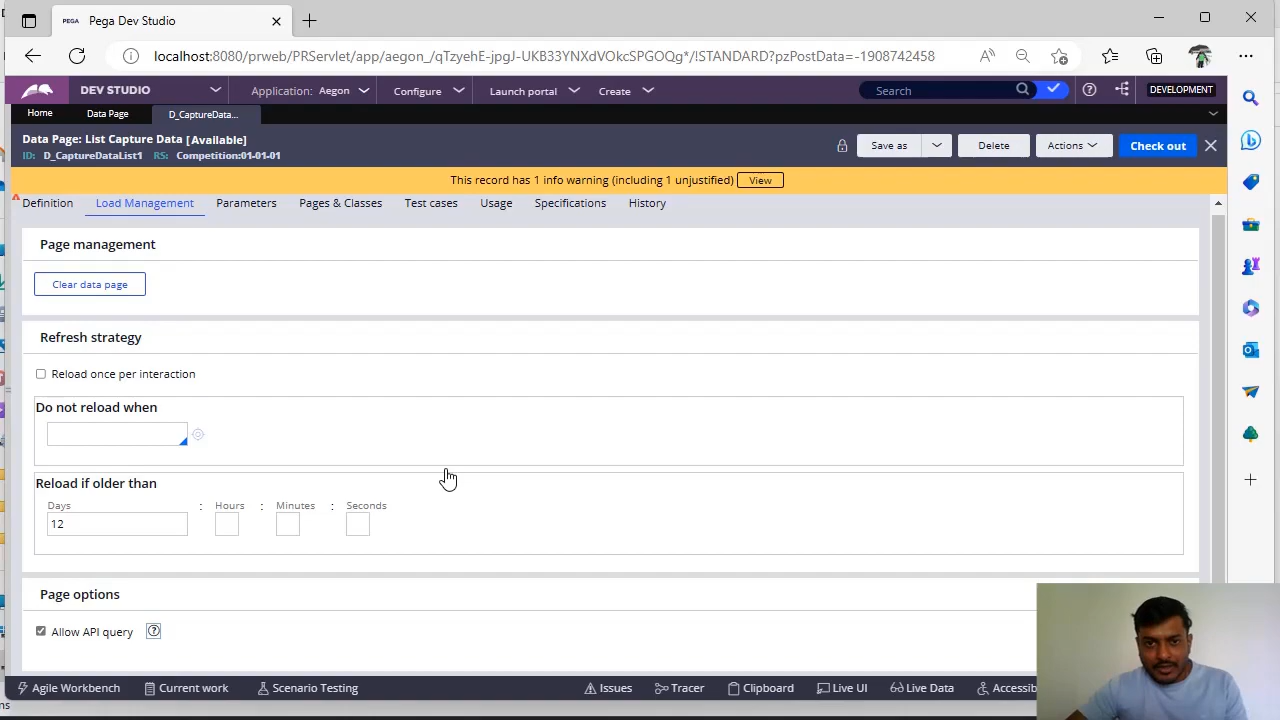 Pega Dev Studio
localhost:8080/prweb/PRServlet/app/aegon_/qTzyehE-jngJ-UKB33YNXdVOkcSPGOQg*/!STANDARD?pzPostData=-1908742458
DEV STUDIO
Application: Aegon
Configure
Launch portal
Create
Search
DEVELOPMENT
Home
Data Page
D_CaptureData...
Data Page: List Capture Data [Available]
ID: D_CaptureDataList1 RS: Competition:01-01-01
Save as
Delete
Actions
Check out
This record has 1 info warning (including 1 unjustified) View
Definition
Load Management
Parameters
Pages & Classes
Test cases
Usage
Specifications
History
Page management
Clear data page
Refresh strategy
Reload once per interaction
Do not reload when
Reload if older than
Days : Hours : Minutes : Seconds
12
Page options
Allow API query
Agile Workbench
Current work
Scenario Testing
Issues
Tracer
Clipboard
Live UI
Live Data
Accessib